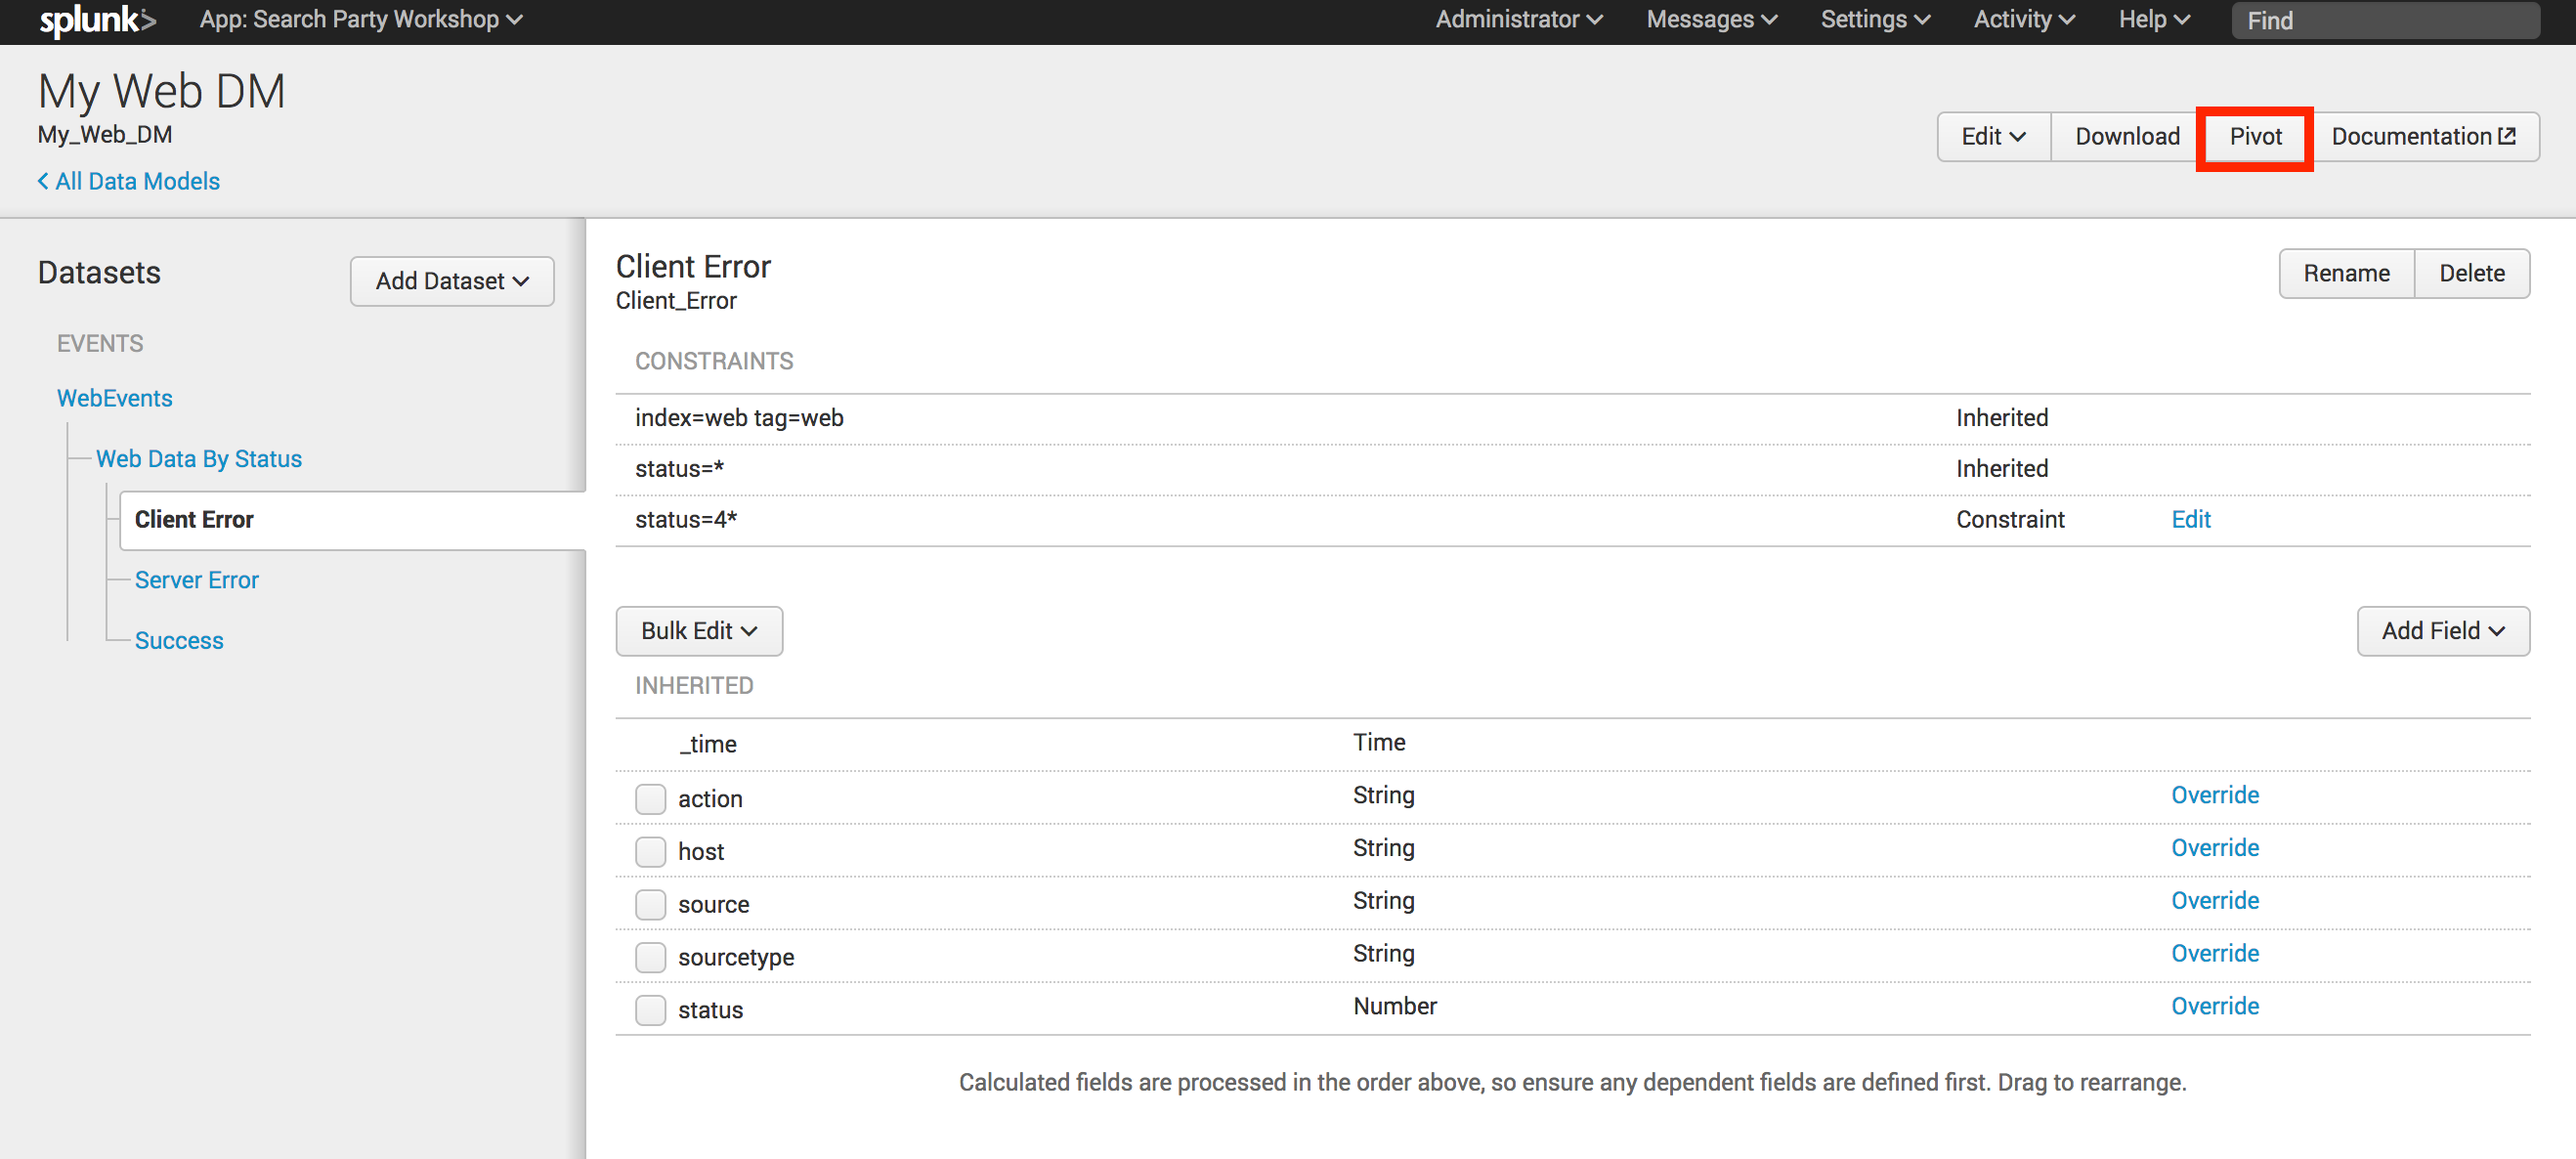 splunk> App: Search Party Workshop Administrator Messages Settings Activity Help Find
My Web DM
My_Web_DM
Edit Download Pivot Documentation
< All Data Models
Datasets Add Dataset
EVENTS
WebEvents
Web Data By Status
Client Error
Server Error
Success
Client Error
Client_Error
Rename Delete
CONSTRAINTS
index=web tag=web Inherited
status=* Inherited
status=4* Constraint Edit
Bulk Edit Add Field
INHERITED
_time Time
action String Override
host String Override
source String Override
sourcetype String Override
status Number Override
Calculated fields are processed in the order above, so ensure any dependent fields are defined first. Drag to rearrange.